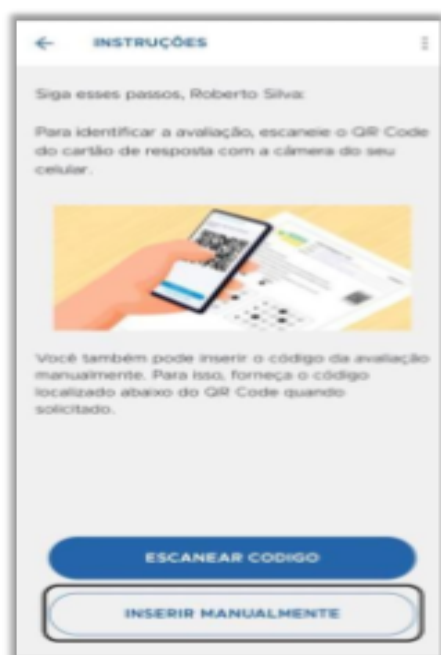 INSTRUÇÕES
Siga esses passos, Roberto Silva:
Para identificar a avaliação, escaneie o QR Code
do cartão de resposta com a câmera do seu
celular.
Você também pode inserir o código da avaliação
manualmente. Para isso, forneça o código
localizado abaixo do QR Code quando
solicitado.
ESCANEAR CODIGO
INSERIR MANUALMENTE